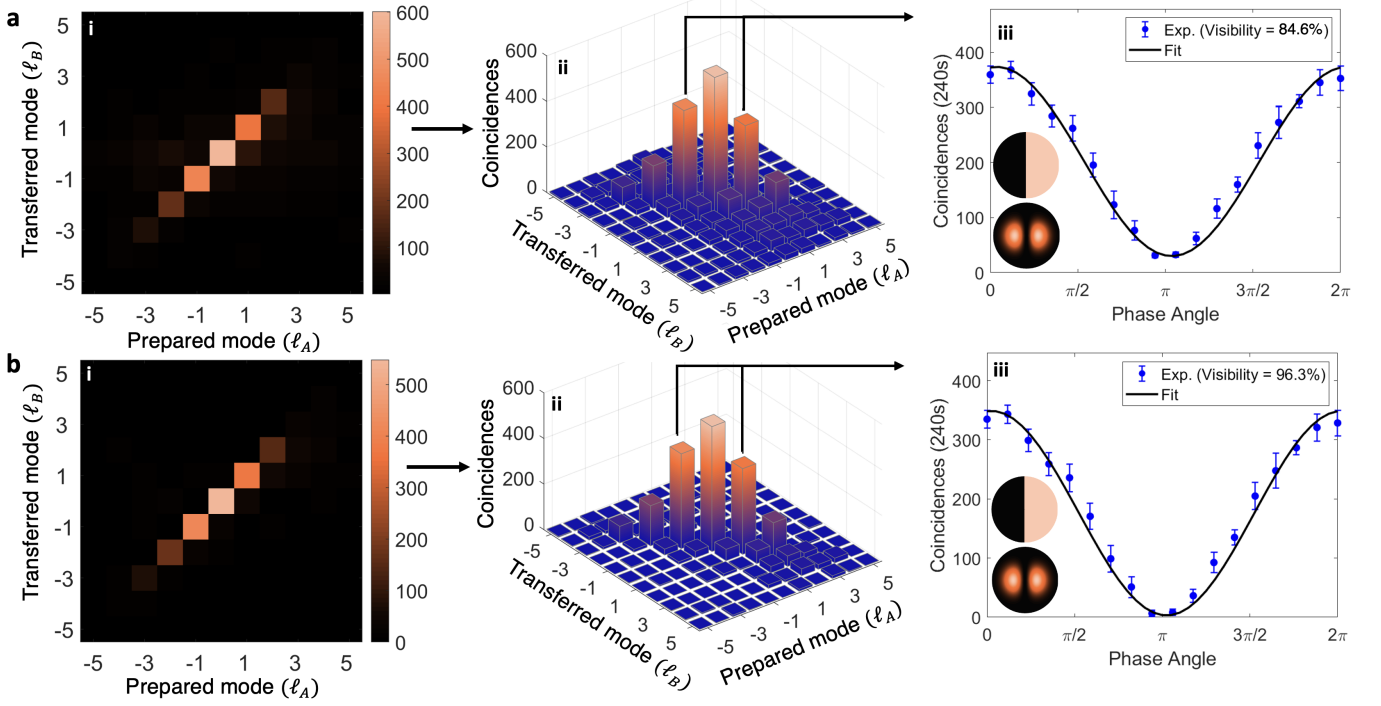 a
i
5
3
1
-1
-3
-5
Transferred mode (ℓB)
-5 -3 -1 1 3 5
Prepared mode (ℓA)
600
500
400
300
200
100
ii
600
400
200
0
Coincidences
-5 -3 -1 1 3 5
Transferred mode (ℓB)
-5 -3 -1 1 3 5
Prepared mode (ℓA)
iii
Exp. (Visibility = 84.6%)
Fit
400
300
200
100
0
Coincidences (240s)
0 π/2 π 3π/2 2π
Phase Angle
b
i
5
3
1
-1
-3
-5
Transferred mode (ℓB)
-5 -3 -1 1 3 5
Prepared mode (ℓA)
500
400
300
200
100
0
ii
600
400
200
0
Coincidences
-5 -3 -1 1 3 5
Transferred mode (ℓB)
-5 -3 -1 1 3 5
Prepared mode (ℓA)
iii
Exp. (Visibility = 96.3%)
Fit
400
300
200
100
0
Coincidences (240s)
0 π/2 π 3π/2 2π
Phase Angle